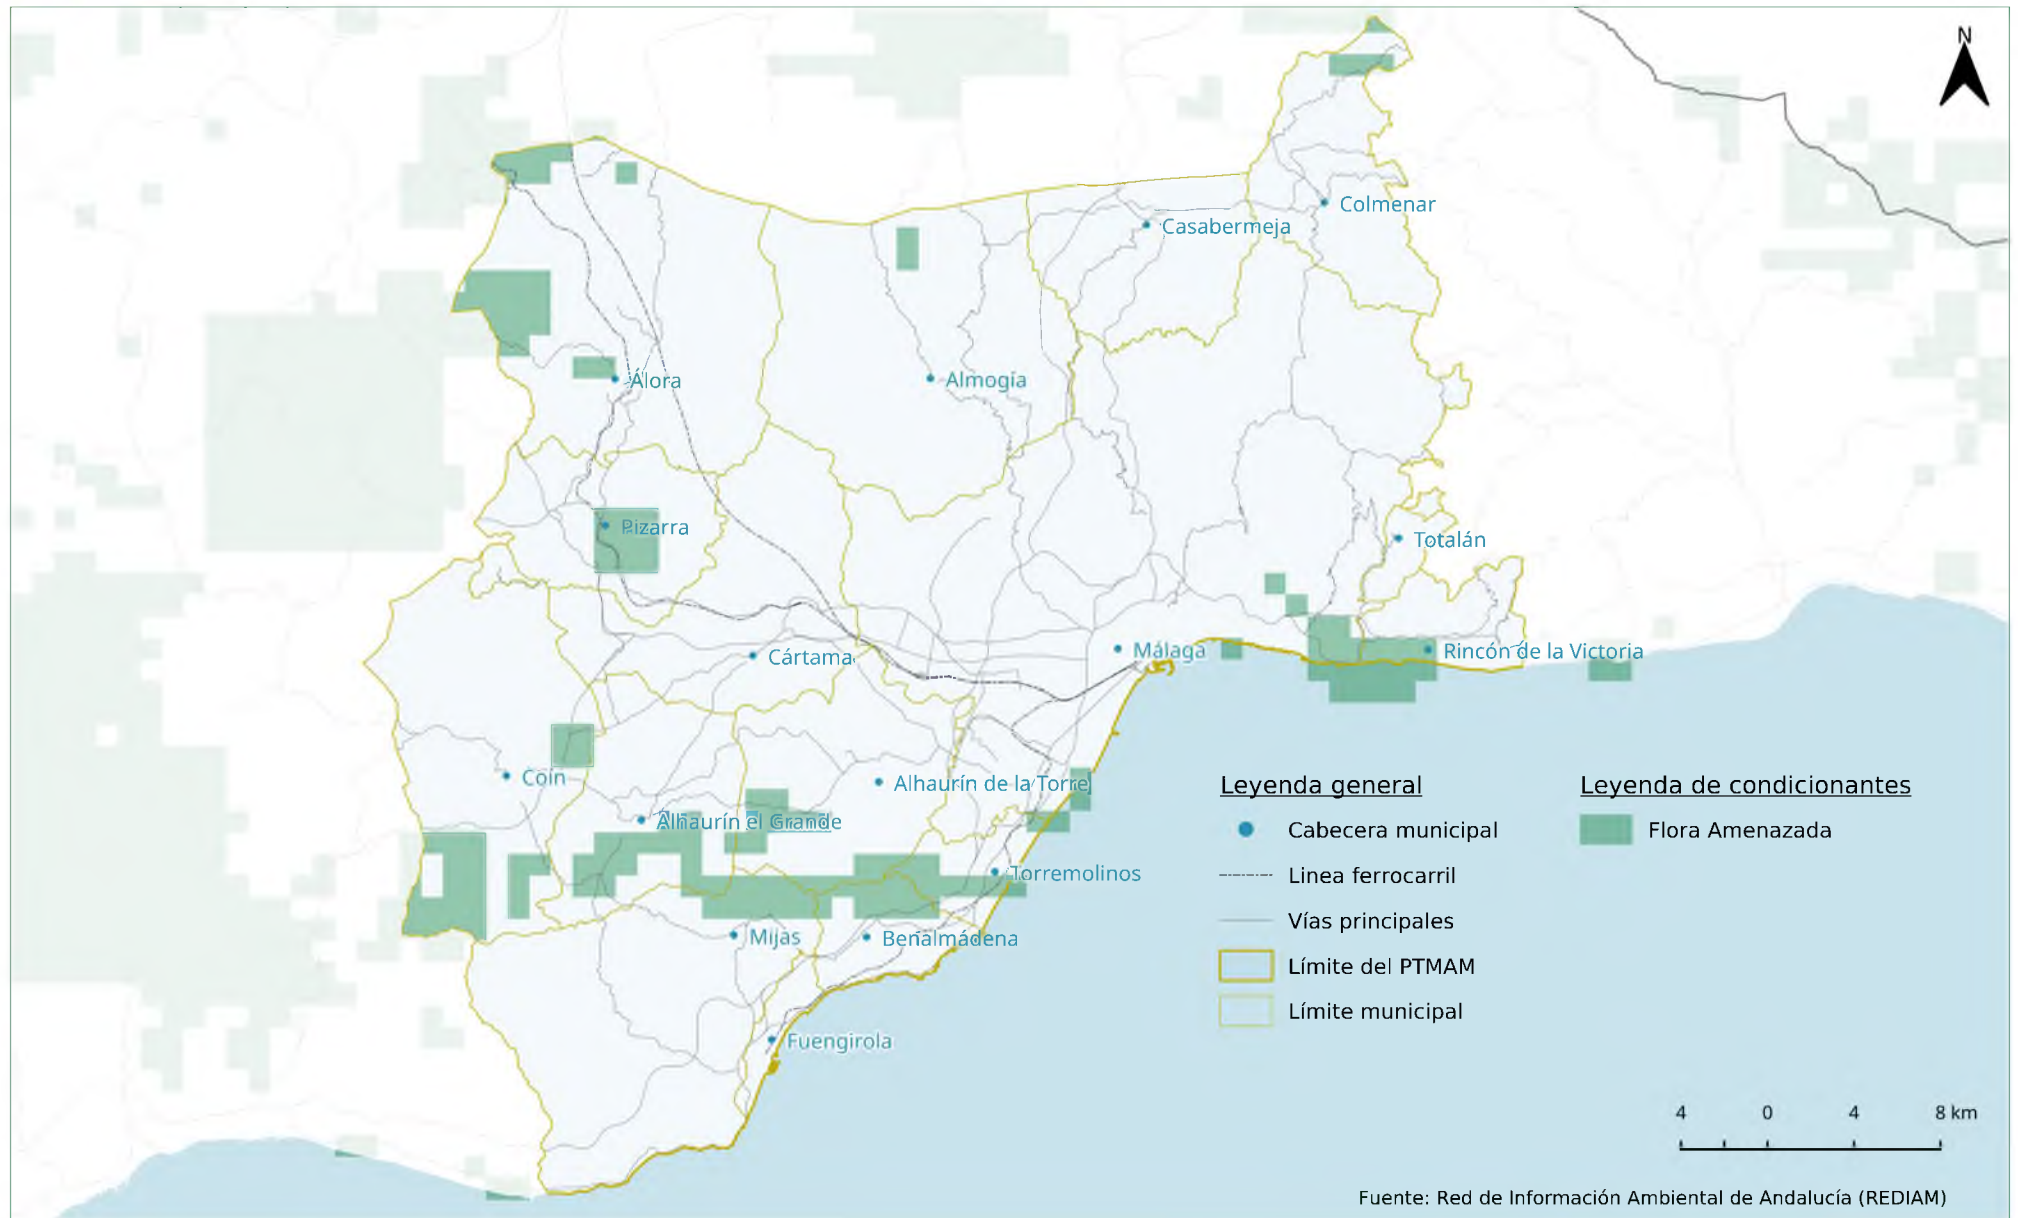 N
Colmenar
Casabermeja
Álora
Almogía
Pizarra
Totalán
Málaga
Rincón de la Victoria
Cártama
Coín
Alhaurín de la Torre
Alhaurín el Grande
Torremolinos
Mijas
Benalmádena
Fuengirola
Leyenda general
Cabecera municipal
Linea ferrocarril
Vías principales
Límite del PTMAM
Límite municipal
Leyenda de condicionantes
Flora Amenazada
4 0 4 8 km
Fuente: Red de Información Ambiental de Andalucía (REDIAM)